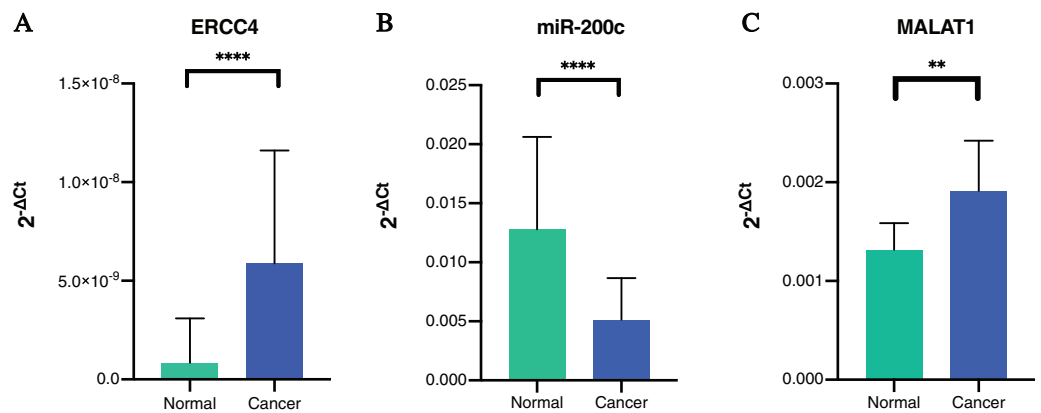 A
ERCC4
****
2^-ΔCt
1.5×10^-8
1.0×10^-8
5.0×10^-9
0.0
Normal Cancer
B
miR-200c
****
2^-ΔCt
0.025
0.020
0.015
0.010
0.005
0.000
Normal Cancer
C
MALAT1
**
2^-ΔCt
0.003
0.002
0.001
0.000
Normal Cancer